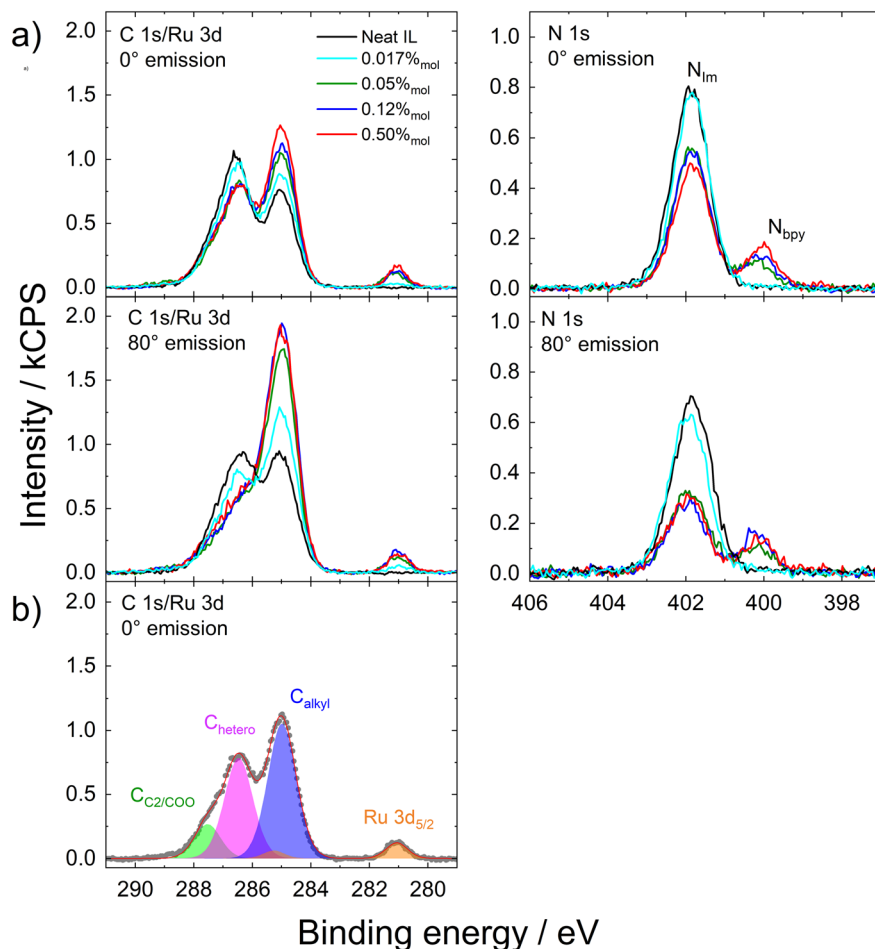 a)
a)
C 1s/Ru 3d
0° emission
Neat IL
0.017%mol
0.05%mol
0.12%mol
0.50%mol
2.0
1.5
1.0
0.5
0.0
N 1s
0° emission
NIm
Nbpy
1.0
0.8
0.6
0.4
0.2
0.0
C 1s/Ru 3d
80° emission
2.0
1.5
1.0
0.5
0.0
N 1s
80° emission
1.0
0.8
0.6
0.4
0.2
0.0
406 404 402 400 398
Intensity / kCPS
b)
C 1s/Ru 3d
0° emission
2.0
1.5
1.0
0.5
0.0
Calkyl
Chetero
CC2/COO
Ru 3d5/2
290 288 286 284 282 280
Binding energy / eV